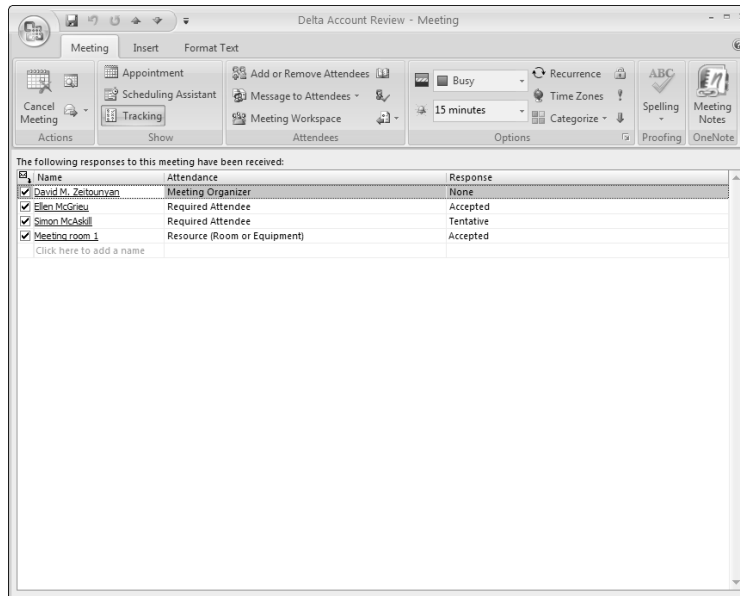 Delta Account Review - Meeting
Meeting Insert Format Text
Cancel Meeting
Actions
Appointment
Scheduling Assistant
Tracking
Show
Add or Remove Attendees
Message to Attendees
Meeting Workspace
Attendees
Busy
15 minutes
Recurrence
Time Zones
Categorize
Options
ABC
Spelling
Proofing
Meeting Notes
OneNote
The following responses to this meeting have been received:
Name Attendance Response
David M. Zeitounyan Meeting Organizer None
Ellen McGrieu Required Attendee Accepted
Simon McAskill Required Attendee Tentative
Meeting room 1 Resource (Room or Equipment) Accepted
Click here to add a name